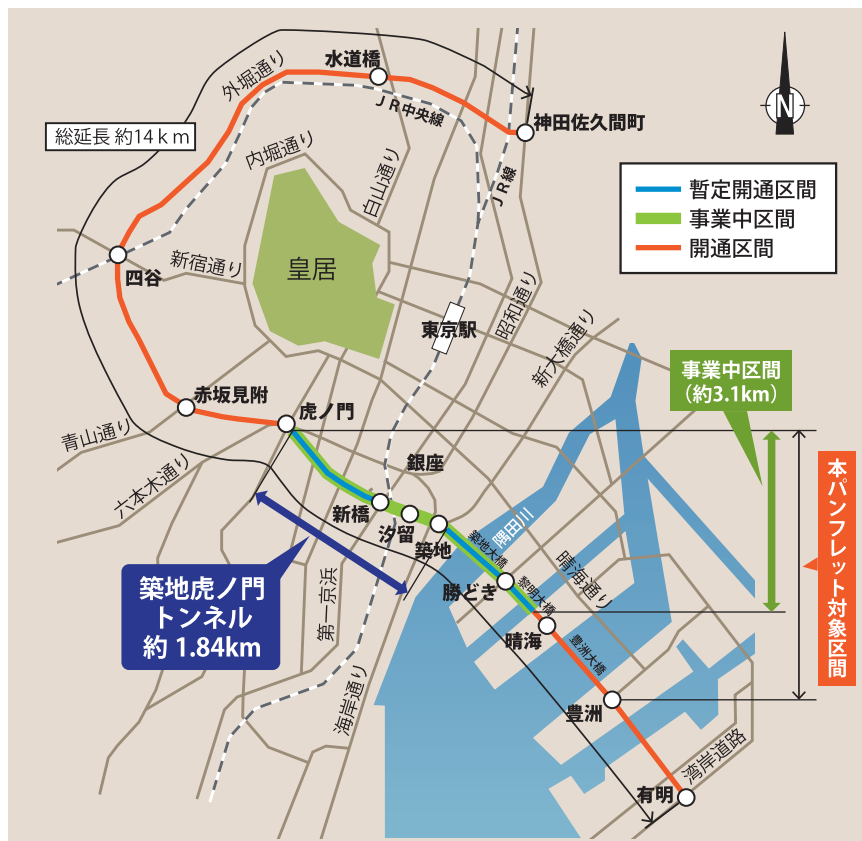 水道橋
外堀通り
JR中央線
神田佐久間町
N
総延長 約14km
内堀通り
白山通り
JR線
暫定開通区間
事業中区間
開通区間
四谷
新宿通り
皇居
東京駅
昭和通り
新大橋通り
事業中区間
(約3.1km)
赤坂見附
虎ノ門
青山通り
六本木通り
銀座
新橋
汐留
築地
隅田川
築地大橋
本パンフレット対象区間
勝どき
黎明大橋
晴海通り
築地虎ノ門
トンネル
約 1.84km
第一京浜
晴海
豊洲大橋
海岸通り
豊洲
湾岸道路
有明